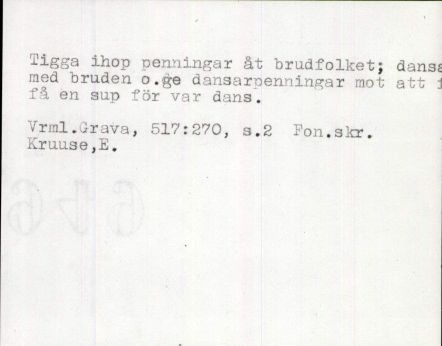 Tigga ihop penningar åt brudfolket; dansa
med bruden o.ge dansarpenningar mot att
få en sup för var dans.
Vrml.Grava, 517:270, s.2 Fon.skr.
Kruuse,E.